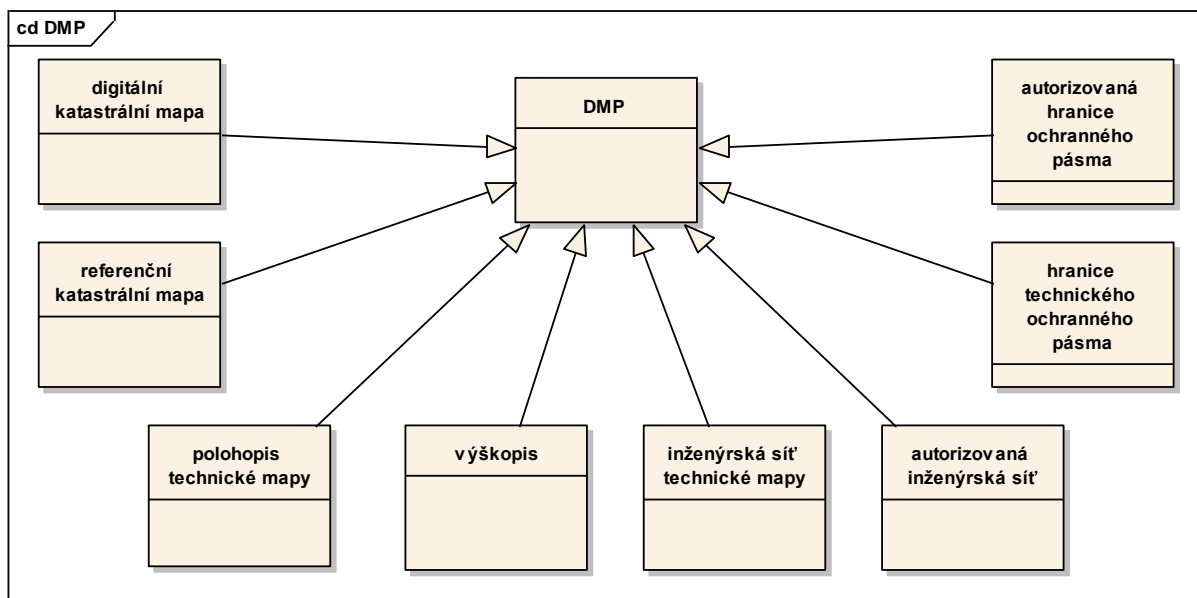 cd DMP
digitální
katastrální mapa
DMP
autorizovaná
hranice
ochranného
pásma
referenční
katastrální mapa
hranice
technického
ochranného
pásma
polohopis
technické mapy
výškopis
inženýrská síť
technické mapy
autorizovaná
inženýrská síť